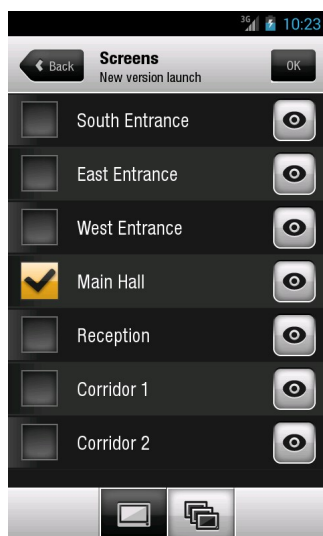 3G 10:23
Back
Screens
New version launch
OK
South Entrance
East Entrance
West Entrance
Main Hall
Reception
Corridor 1
Corridor 2